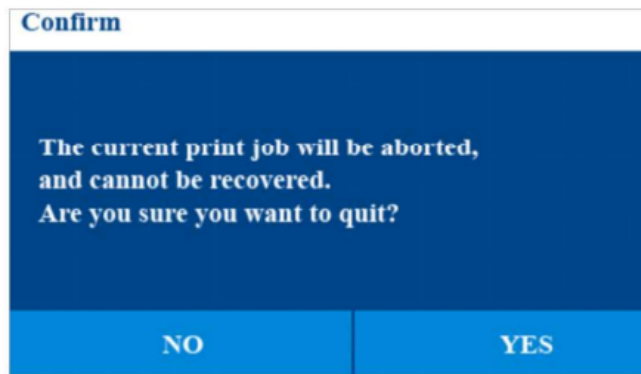 Confirm
The current print job will be aborted,
and cannot be recovered.
Are you sure you want to quit?
NO
YES